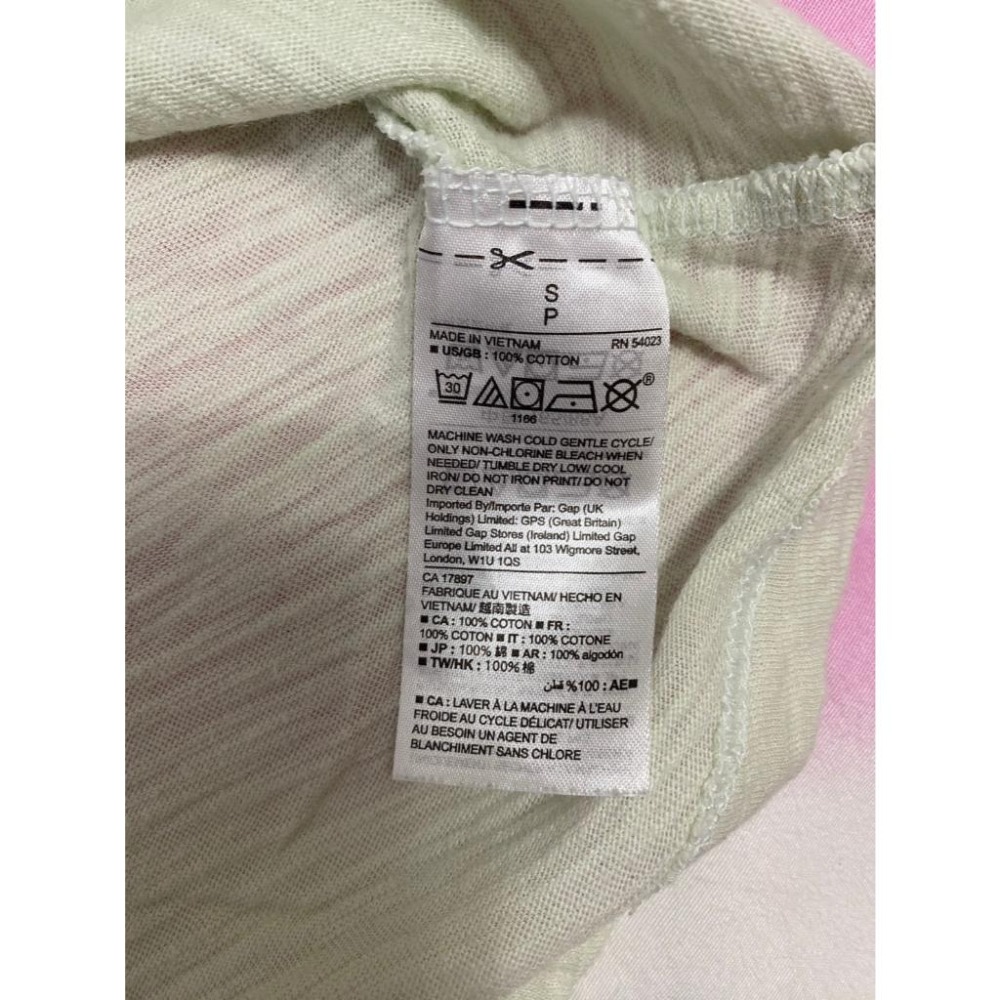 S
P
MADE IN VIETNAM RN 54023
■ US/GB : 100% COTTON
30
®
1166
MACHINE WASH COLD GENTLE CYCLE/
ONLY NON-CHLORINE BLEACH WHEN
NEEDED/ TUMBLE DRY LOW/ COOL
IRON/ DO NOT IRON PRINT/ DO NOT
DRY CLEAN
Imported By/Importe Par: Gap (UK
Holdings) Limited: GPS (Great Britain)
Limited Gap Stores (Ireland) Limited Gap
Europe Limited All at 103 Wigmore Street,
London, W1U 1QS
CA 17897
FABRIQUE AU VIETNAM/ HECHO EN
VIETNAM/ 越南製造
■ CA : 100% COTON ■ FR :
100% COTON ■ IT : 100% COTONE
■ JP : 100% 綿 ■ AR : 100% algodón
■ TW/HK : 100% 棉
■AE : 100% قطن
■ CA : LAVER À LA MACHINE À L'EAU
FROIDE AU CYCLE DÉLICAT/ UTILISER
AU BESOIN UN AGENT DE
BLANCHIMENT SANS CHLORE